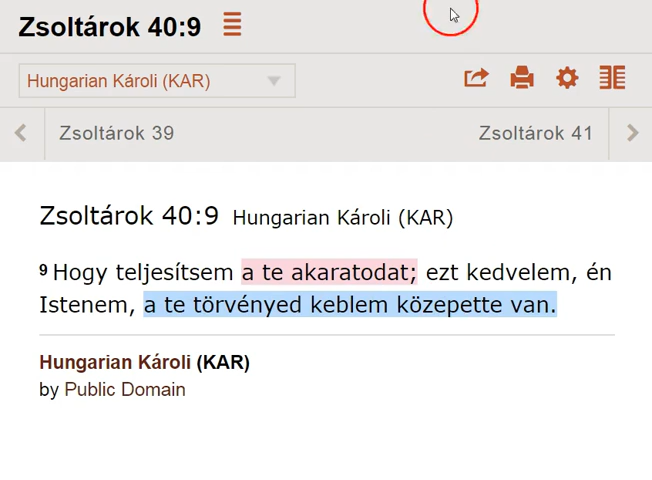 Zsoltárok 40:9
Hungarian Károli (KAR)
Zsoltárok 39
Zsoltárok 41
Zsoltárok 40:9 Hungarian Károli (KAR)
9 Hogy teljesítsem a te akaratodat; ezt kedvelem, én
Istenem, a te törvényed keblem közepette van.
Hungarian Károli (KAR)
by Public Domain